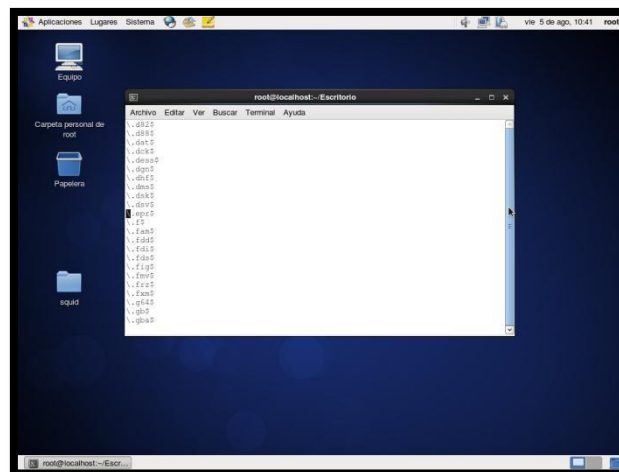 Aplicaciones Lugares Sistema vie 5 de ago, 10:41 root
Equipo
Carpeta personal de
root
Papelera
squid
root@localhost:~/Escritorio
Archivo Editar Ver Buscar Terminal Ayuda
\.d82$
\.d88$
\.dat$
\.dck$
\.dess$
\.dgn$
\.dhf$
\.dms$
\.dsk$
\.dsv$
\.epr$
\.f$
\.fam$
\.fdd$
\.fdi$
\.fds$
\.fig$
\.fmv$
\.frz$
\.fxm$
\.g64$
\.gb$
\.gba$
root@localhost:~/Escr...